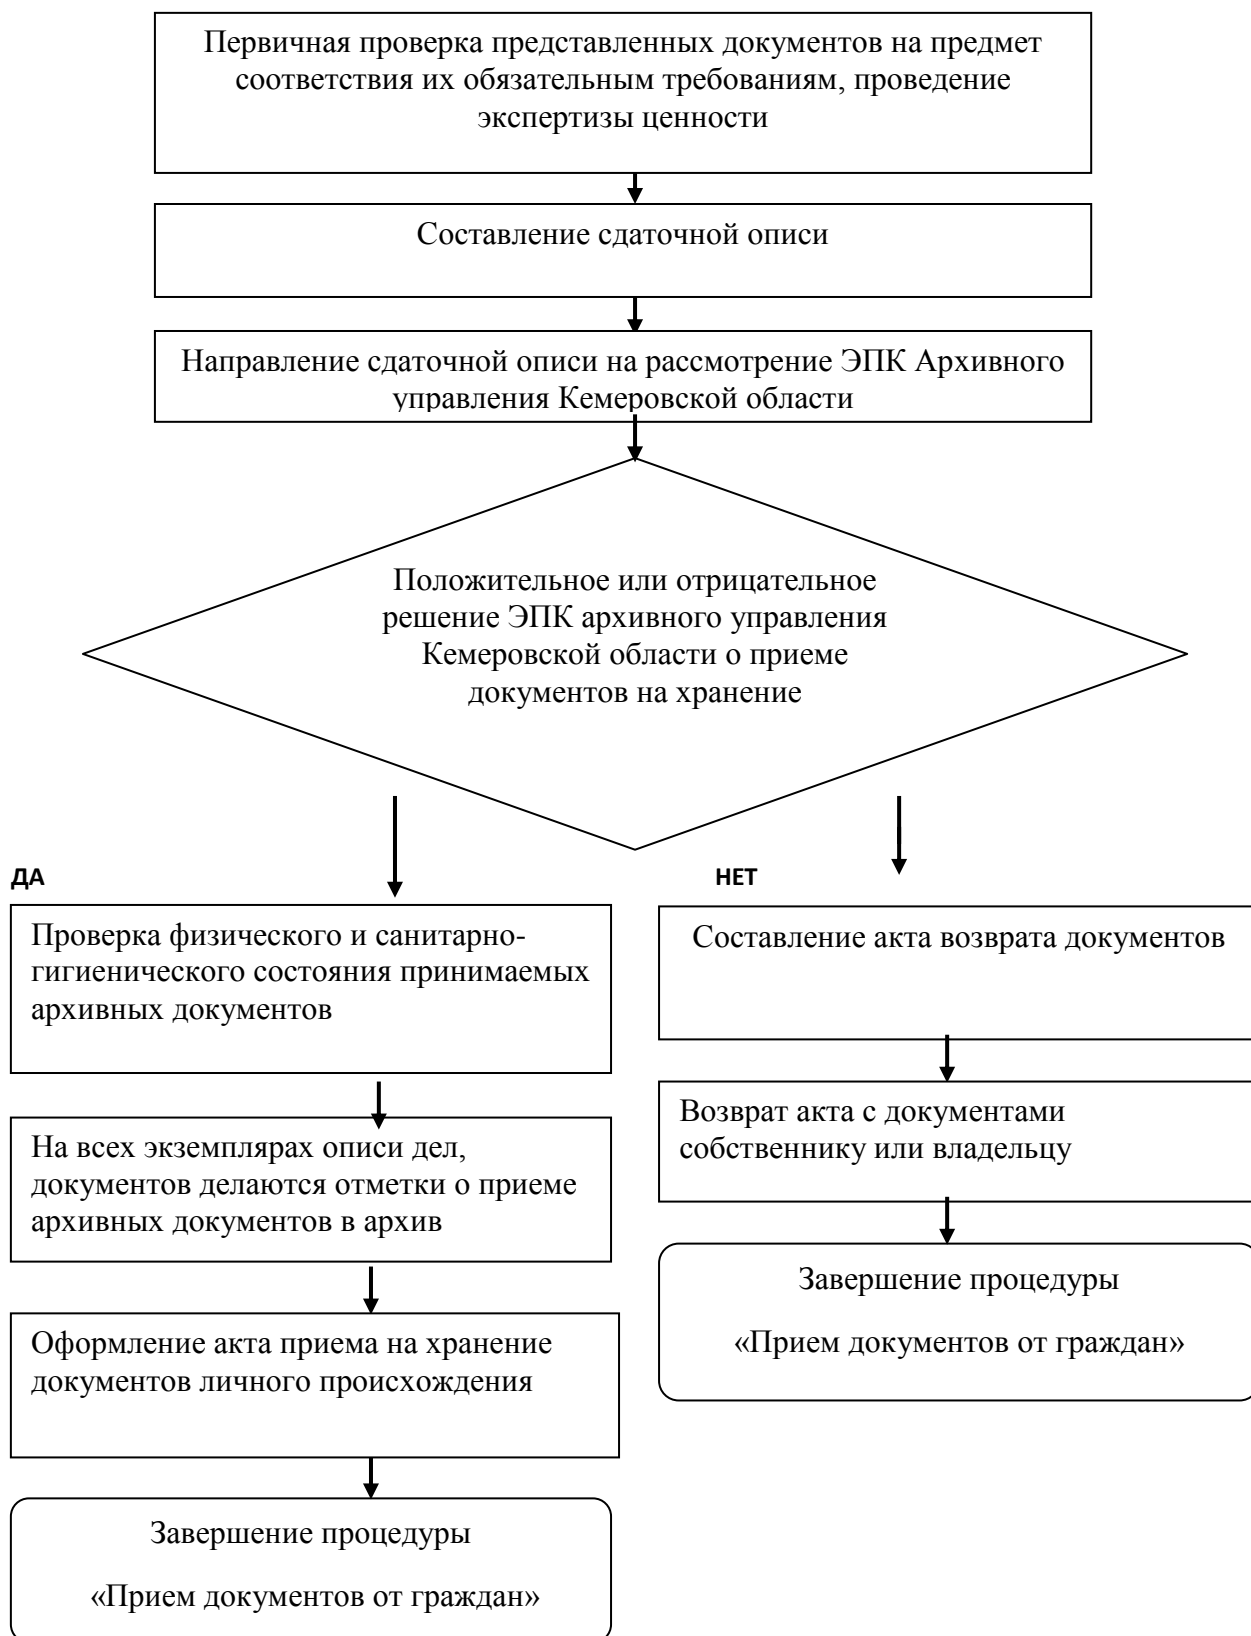 Первичная проверка представленных документов на предмет
соответствия их обязательным требованиям, проведение
экспертизы ценности
Составление сдаточной описи
Направление сдаточной описи на рассмотрение ЭПК Архивного
управления Кемеровской области
Положительное или отрицательное
решение ЭПК архивного управления
Кемеровской области о приеме
документов на хранение
ДА
Проверка физического и санитарно-
гигиенического состояния принимаемых
архивных документов
На всех экземплярах описи дел,
документов делаются отметки о приеме
архивных документов в архив
Оформление акта приема на хранение
документов личного происхождения
Завершение процедуры
«Прием документов от граждан»
НЕТ
Составление акта возврата документов
Возврат акта с документами
собственнику или владельцу
Завершение процедуры
«Прием документов от граждан»